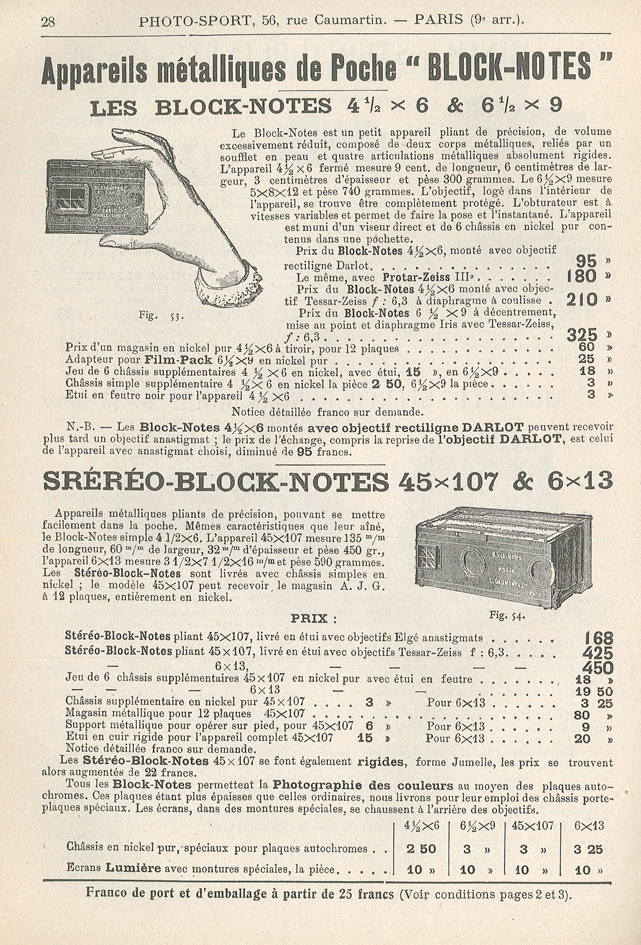 28 PHOTO-SPORT, 56, rue Caumartin. — PARIS (9e arr.).
Appareils métalliques de Poche " BLOCK-NOTES "
LES BLOCK-NOTES 4 1/2 × 6 & 6 1/2 × 9
Le Block-Notes est un petit appareil pliant de précision, de volume
excessivement réduit, composé de deux corps métalliques, reliés par un
soufflet en peau et quatre articulations métalliques absolument rigides.
L'appareil 4½×6 fermé mesure 9 cent. de longueur, 6 centimètres de lar-
geur, 3 centimètres d'épaisseur et pèse 300 grammes. Le 6½×9 mesure
5×8×12 et pèse 740 grammes. L'objectif, logé dans l'intérieur de
l'appareil, se trouve être complètement protégé. L'obturateur est à
vitesses variables et permet de faire la pose et l'instantané. L'appareil
est muni d'un viseur direct et de 6 châssis en nickel pur con-
tenus dans une pochette.
Prix du Block-Notes 4½×6, monté avec objectif
rectiligne Darlot. . . . . . . . . . . . . . 95 »
Le même, avec Protar-Zeiss IIIa . . . . . . . 180 »
Prix du Block-Notes 4½×6 monté avec objec-
tif Tessar-Zeiss f : 6,3 à diaphragme à coulisse . 210 »
Prix du Block-Notes 6 ½ × 9 à décentrement,
mise au point et diaphragme Iris avec Tessar-Zeiss,
f : 6,3. . . . . . . . . . . . . . . . . 325 »
Fig. 53.
Prix d'un magasin en nickel pur 4½×6 à tiroir, pour 12 plaques . . . . . . . . . . . . 60 »
Adapteur pour Film-Pack 6½×9 en nickel pur . . . . . . . . . . . . . . . . 25 »
Jeu de 6 châssis supplémentaires 4 ½ × 6 en nickel, avec étui, 15 », en 6½×9 . . . . . . 18 »
Châssis simple supplémentaire 4 ½× 6 en nickel la pièce 2 50, 6½×9 la pièce. . . . . . 3 »
Etui en feutre noir pour l'appareil 4 ½ ×6 . . . . . . . . . . . . . . . . . 3 »
Notice détaillée franco sur demande.
N.-B. — Les Block-Notes 4½×6 montés avec objectif rectiligne DARLOT peuvent recevoir
plus tard un objectif anastigmat ; le prix de l'échange, compris la reprise de l'objectif DARLOT, est celui
de l'appareil avec anastigmat choisi, diminué de 95 francs.
SRÉRÉO-BLOCK-NOTES 45×107 & 6×13
Appareils métalliques pliants de précision, pouvant se mettre
facilement dans la poche. Mêmes caractéristiques que leur aîné,
le Block-Notes simple 4 1/2×6. L'appareil 45×107 mesure 135 m/m
de longueur, 60 m/m de largeur, 32 m/m d'épaisseur et pèse 450 gr.,
l'appareil 6×13 mesure 3 1/2×7 1/2×16 m/m et pèse 590 grammes.
Les Stéréo-Block-Notes sont livrés avec châssis simples en
nickel ; le modèle 45×107 peut recevoir le magasin A. J. G.
à 12 plaques, entièrement en nickel.
Fig. 54.
PRIX :
Stéréo-Block-Notes pliant 45×107, livré en étui avec objectifs Elgé anastigmats . . . . . . 168
Stéréo-Block-Notes pliant 45×107, livré en étui avec objectifs Tessar-Zeiss f : 6,3. . . . . 425
— 6×13, — — — 450
Jeu de 6 châssis supplémentaires 45×107 en nickel pur avec étui en feutre . . . . . . . 18 »
— — — 6×13 — — . . . . . . . 19 50
Châssis supplémentaire en nickel pur 45×107 . . . . 3 » Pour 6×13 . . . . . . 3 25
Magasin métallique pour 12 plaques 45×107 . . . . . . . . . . . . . . . . 80 »
Support métallique pour opérer sur pied, pour 45×107 6 » Pour 6×13 . . . . . . 9 »
Etui en cuir rigide pour l'appareil complet 45×107 15 » Pour 6×13 . . . . . . 20 »
Notice détaillée franco sur demande.
Les Stéréo-Block-Notes 45×107 se font également rigides, forme Jumelle, les prix se trouvent
alors augmentés de 22 francs.
Tous les Block-Notes permettent la Photographie des couleurs au moyen des plaques auto-
chromes. Ces plaques étant plus épaisses que celles ordinaires, nous livrons pour leur emploi des châssis porte-
plaques spéciaux. Les écrans, dans des montures spéciales, se chaussent à l'arrière des objectifs.
4½×6 6½×9 45×107 6×13
Châssis en nickel pur, spéciaux pour plaques autochromes . . 2 50 3 » 3 » 3 25
Ecrans Lumière avec montures spéciales, la pièce. . . . . 10 » 10 » 10 » 10 »
Franco de port et d'emballage à partir de 25 francs (Voir conditions pages 2 et 3).